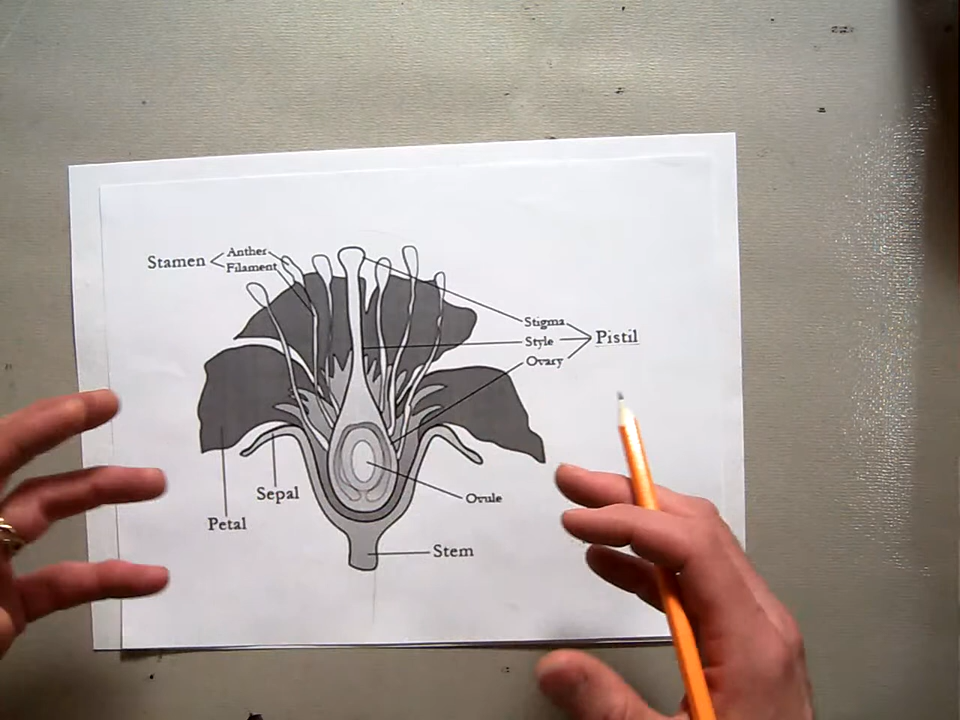 Stamen
Anther
Filament
Stigma
Style
Pistil
Ovary
Sepal
Ovule
Petal
Stem